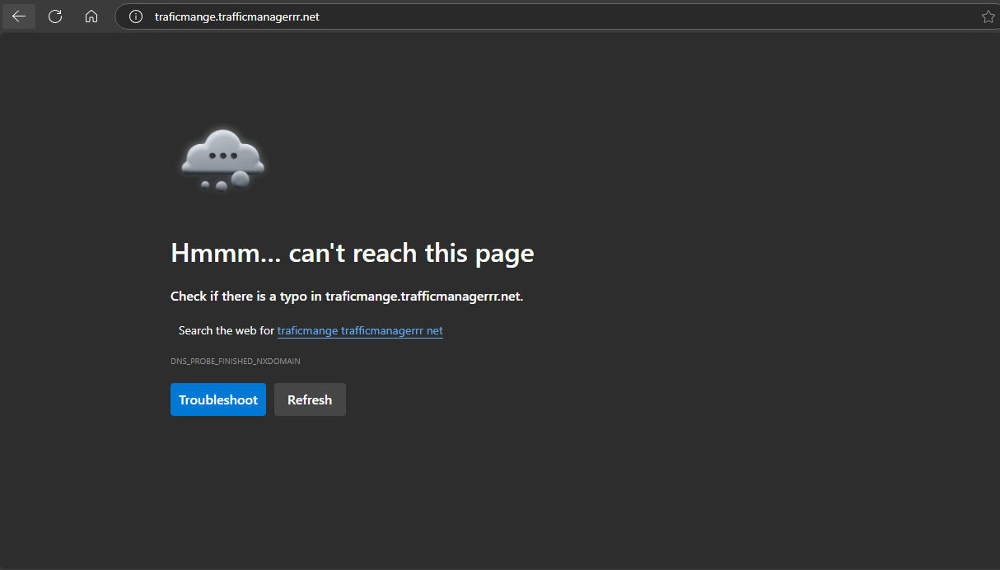 traficmange.trafficmanagerrr.net
Hmmm... can't reach this page
Check if there is a typo in traficmange.trafficmanagerrr.net.
Search the web for traficmange trafficmanagerrr net
DNS_PROBE_FINISHED_NXDOMAIN
Troubleshoot Refresh